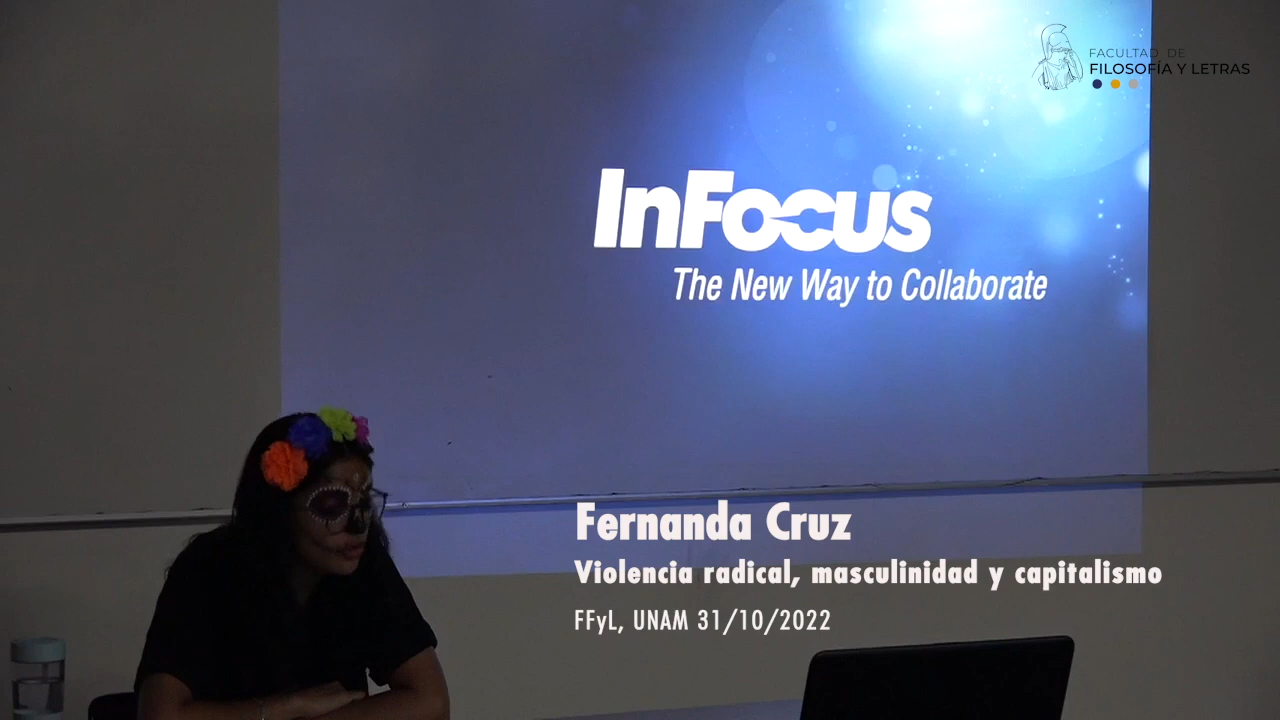 FACULTAD DE
FILOSOFÍA Y LETRAS
InFocus
The New Way to Collaborate
Fernanda Cruz
Violencia radical, masculinidad y capitalismo
FFyL, UNAM 31/10/2022